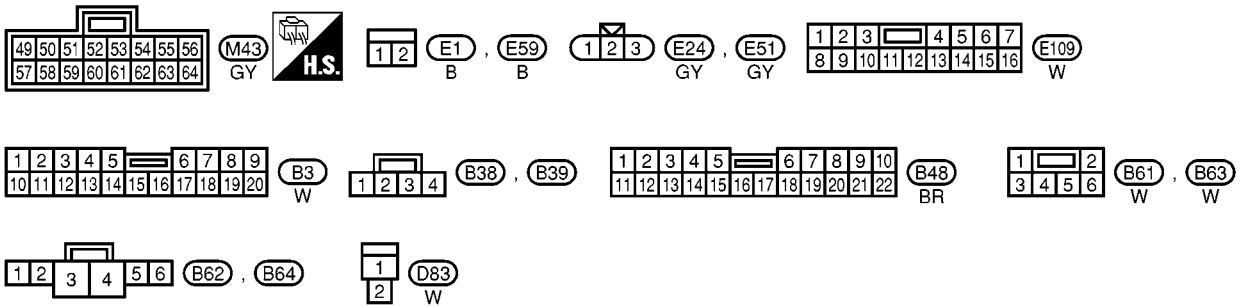 49 50 51 52 53 54 55 56
57 58 59 60 61 62 63 64
M43
GY
H.S.
1 2
E1 , E59
B B
1 2 3
E24 , E51
GY GY
1 2 3 4 5 6 7
8 9 10 11 12 13 14 15 16
E109
W
1 2 3 4 5 6 7 8 9
10 11 12 13 14 15 16 17 18 19 20
B3
W
1 2 3 4
B38 , B39
1 2 3 4 5 6 7 8 9 10
11 12 13 14 15 16 17 18 19 20 21 22
B48
BR
1 2
3 4 5 6
B61 , B63
W W
1 2 3 4 5 6
B62 , B64
1
2
D83
W